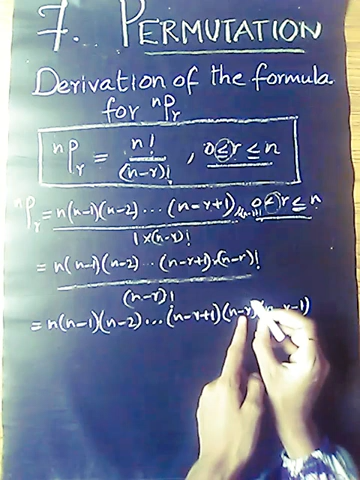 7. PERMUTATION
Derivation of the formula
for ⁿPᵣ
ⁿPᵣ = n! / (n-r)! , 0≤r≤n
ⁿPᵣ = n(n-1)(n-2) ... (n-r+1), 0<r≤n
1×(n-r)!
= n(n-1)(n-2) ... (n-r+1)×(n-r)!
(n-r)!
= n(n-1)(n-2)...(n-r+1)(n-r)(n-r-1)